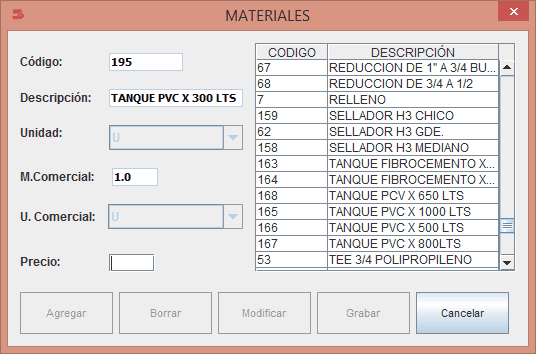 MATERIALES
x
Código: 195
Descripción: TANQUE PVC X 300 LTS
Unidad: U
M.Comercial: 1.0
U. Comercial: U
Precio:
CODIGO DESCRIPCIÓN
67 REDUCCION DE 1" A 3/4 BU...
68 REDUCCION DE 3/4 A 1/2
7 RELLENO
159 SELLADOR H3 CHICO
62 SELLADOR H3 GDE.
158 SELLADOR H3 MEDIANO
163 TANQUE FIBROCEMENTO X...
164 TANQUE FIBROCEMENTO X...
168 TANQUE PCV X 650 LTS
165 TANQUE PVC X 1000 LTS
166 TANQUE PVC X 500 LTS
167 TANQUE PVC X 800LTS
53 TEE 3/4 POLIPROPILENO
Agregar Borrar Modificar Grabar Cancelar